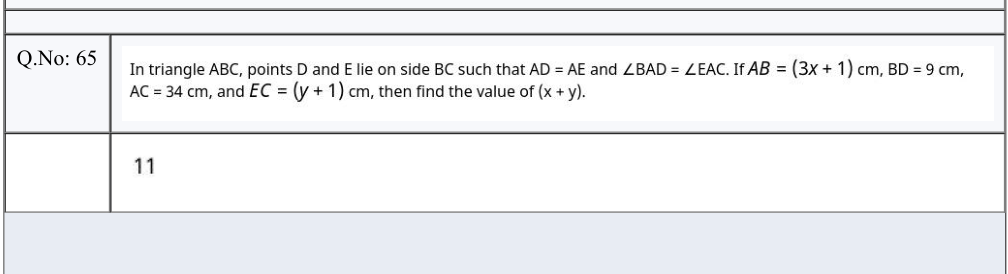 Q.No: 65
In triangle ABC, points D and E lie on side BC such that AD = AE and ∠BAD = ∠EAC. If AB = (3x + 1) cm, BD = 9 cm,
AC = 34 cm, and EC = (y + 1) cm, then find the value of (x + y).
11